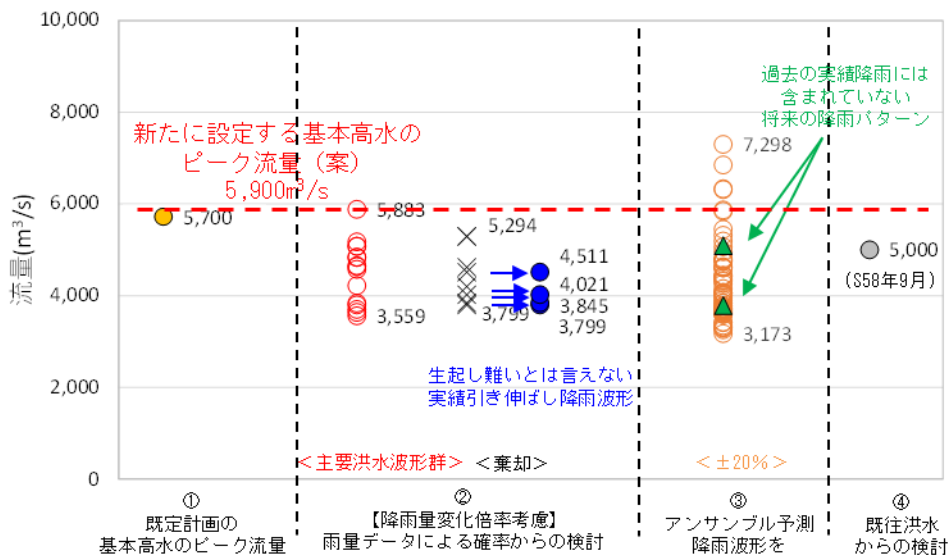 10,000
8,000
6,000
4,000
2,000
0
流量(m³/s)
新たに設定する基本高水の
ピーク流量（案）
5,900m³/s
5,700
5,883
3,559
5,294
3,799
4,511
4,021
3,845
3,799
生起し難いとは言えない
実績引き伸ばし降雨波形
過去の実績降雨には
含まれていない
将来の降雨パターン
7,298
3,173
5,000
(S58年9月)
＜主要洪水波形群＞
＜棄却＞
＜±20％＞
①
既定計画の
基本高水のピーク流量
②
【降雨量変化倍率考慮】
雨量データによる確率からの検討
③
アンサンブル予測
降雨波形を
④
既往洪水
からの検討